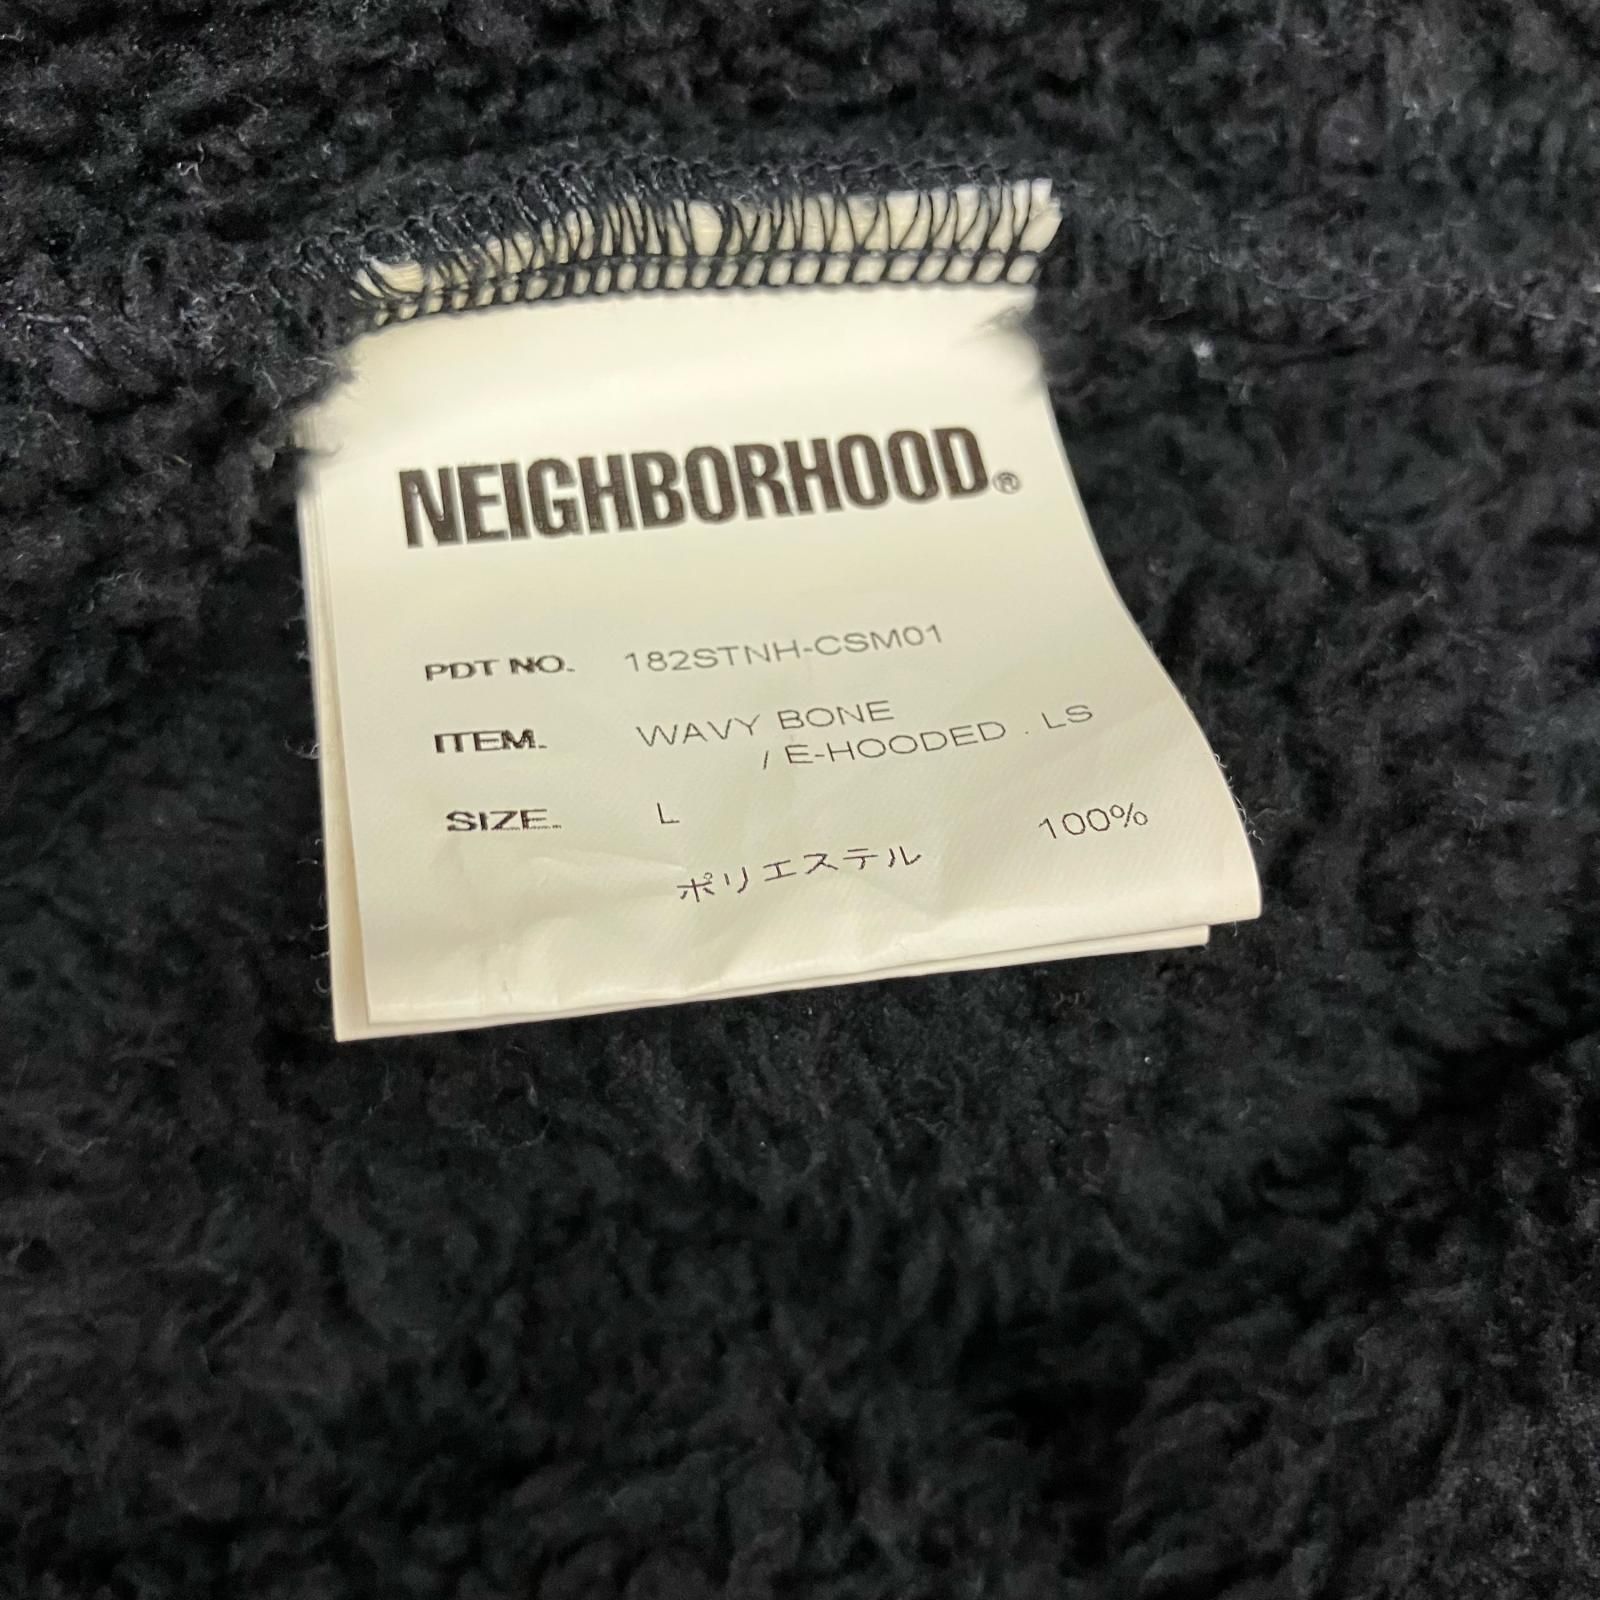 NEIGHBORHOOD®
PDT NO. 182STNH-CSM01
ITEM. WAVY BONE
/ E-HOODED . LS
SIZE. L
ポリエステル 100%